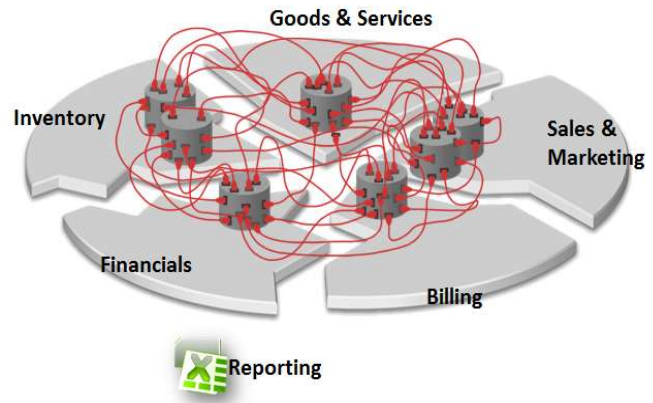 Goods & Services
Inventory
Sales &
Marketing
Financials
Billing
Reporting